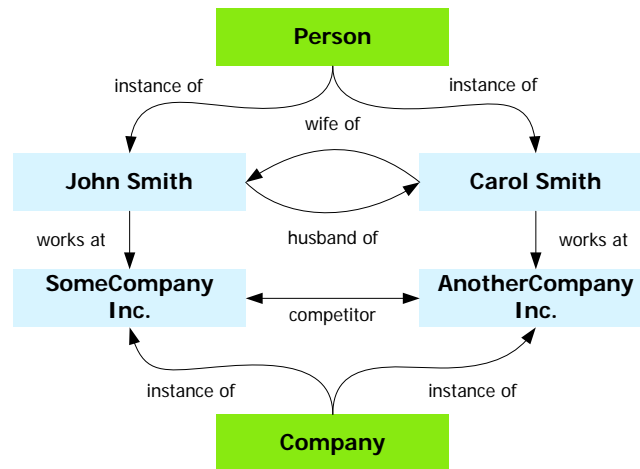 Person
instance of
instance of
wife of
John Smith
Carol Smith
works at
husband of
works at
SomeCompany
Inc.
AnotherCompany
Inc.
competitor
instance of
instance of
Company